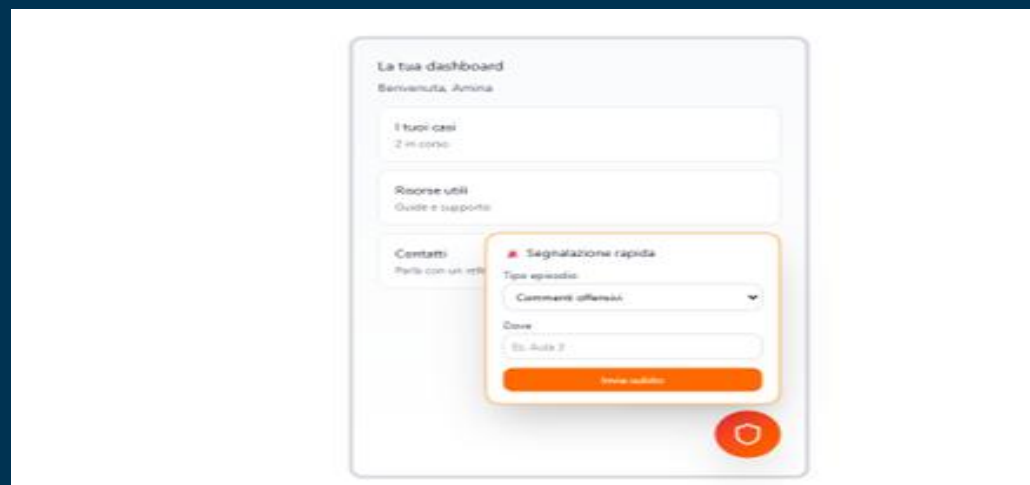 La tua dashboard
Benvenuta, Amina
I tuoi casi
2 in corso
Risorse utili
Guide e supporto
Contatti
Parla con un
Segnalazione rapida
Tipo episodio
Commenti offensivi
Dove
Es. Aula 2
Invia subito